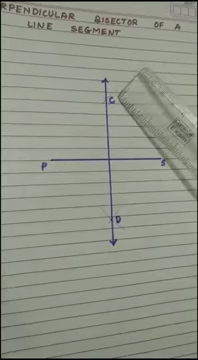 RPENDICULAR BISECTOR OF A
LINE SEGMENT
C
P S
D